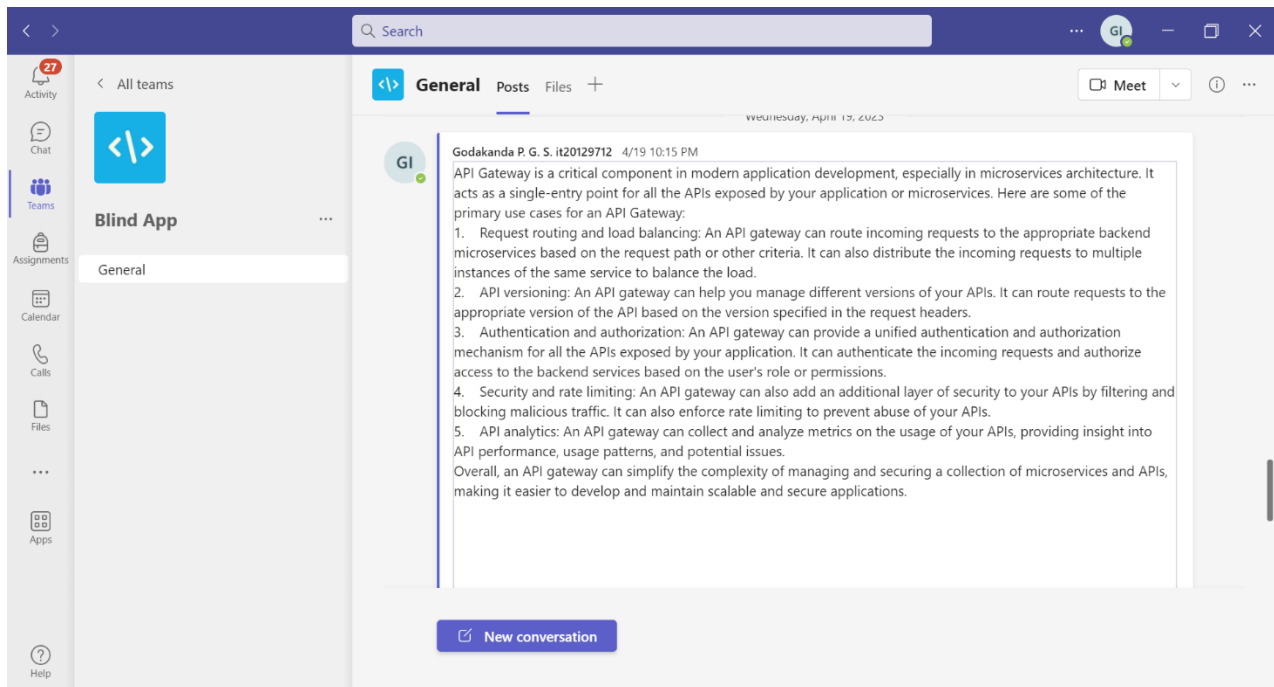 Search
GI
27
Activity
Chat
Teams
Assignments
Calendar
Calls
Files
Apps
Help
All teams
Blind App
General
General Posts Files
Meet
Wednesday, April 19, 2023
GI
Godakanda P. G. S. it20129712 4/19 10:15 PM
API Gateway is a critical component in modern application development, especially in microservices architecture. It
acts as a single-entry point for all the APIs exposed by your application or microservices. Here are some of the
primary use cases for an API Gateway:
1. Request routing and load balancing: An API gateway can route incoming requests to the appropriate backend
microservices based on the request path or other criteria. It can also distribute the incoming requests to multiple
instances of the same service to balance the load.
2. API versioning: An API gateway can help you manage different versions of your APIs. It can route requests to the
appropriate version of the API based on the version specified in the request headers.
3. Authentication and authorization: An API gateway can provide a unified authentication and authorization
mechanism for all the APIs exposed by your application. It can authenticate the incoming requests and authorize
access to the backend services based on the user's role or permissions.
4. Security and rate limiting: An API gateway can also add an additional layer of security to your APIs by filtering and
blocking malicious traffic. It can also enforce rate limiting to prevent abuse of your APIs.
5. API analytics: An API gateway can collect and analyze metrics on the usage of your APIs, providing insight into
API performance, usage patterns, and potential issues.
Overall, an API gateway can simplify the complexity of managing and securing a collection of microservices and APIs,
making it easier to develop and maintain scalable and secure applications.
New conversation